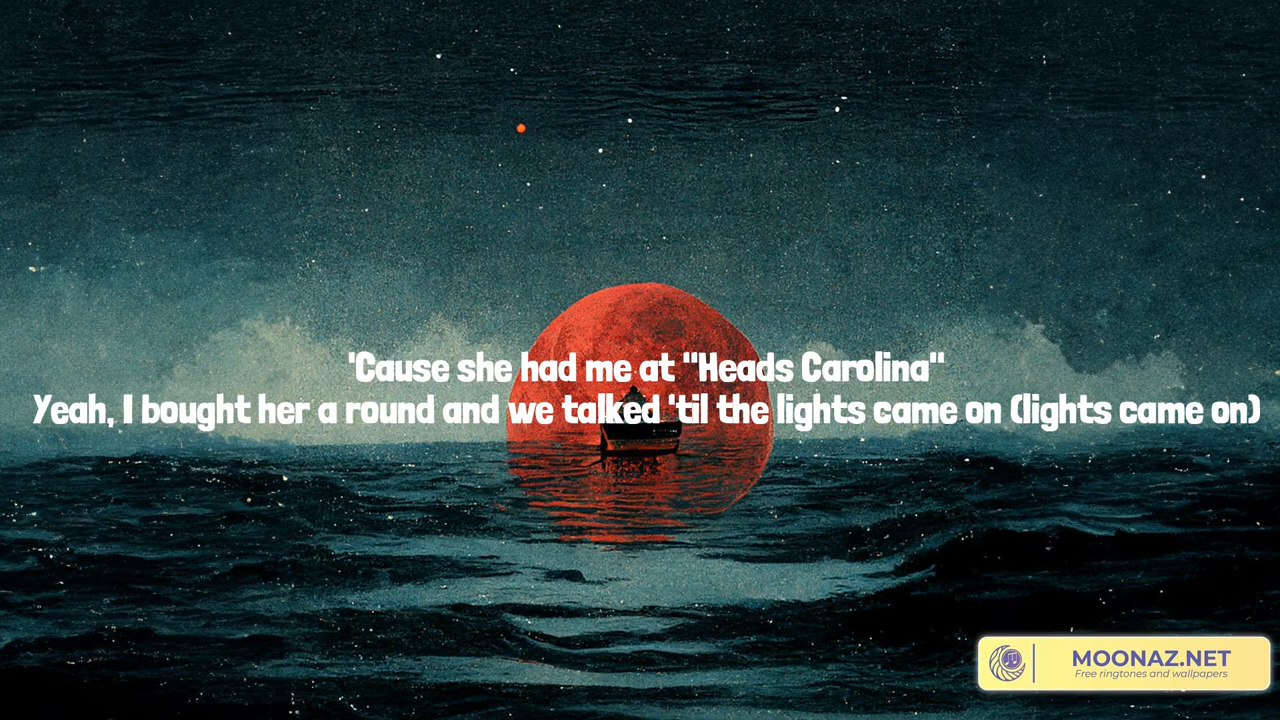 'Cause she had me at "Heads Carolina"
Yeah, I bought her a round and we talked 'til the lights came on (lights came on)
MOONAZ.NET
Free ringtones and wallpapers